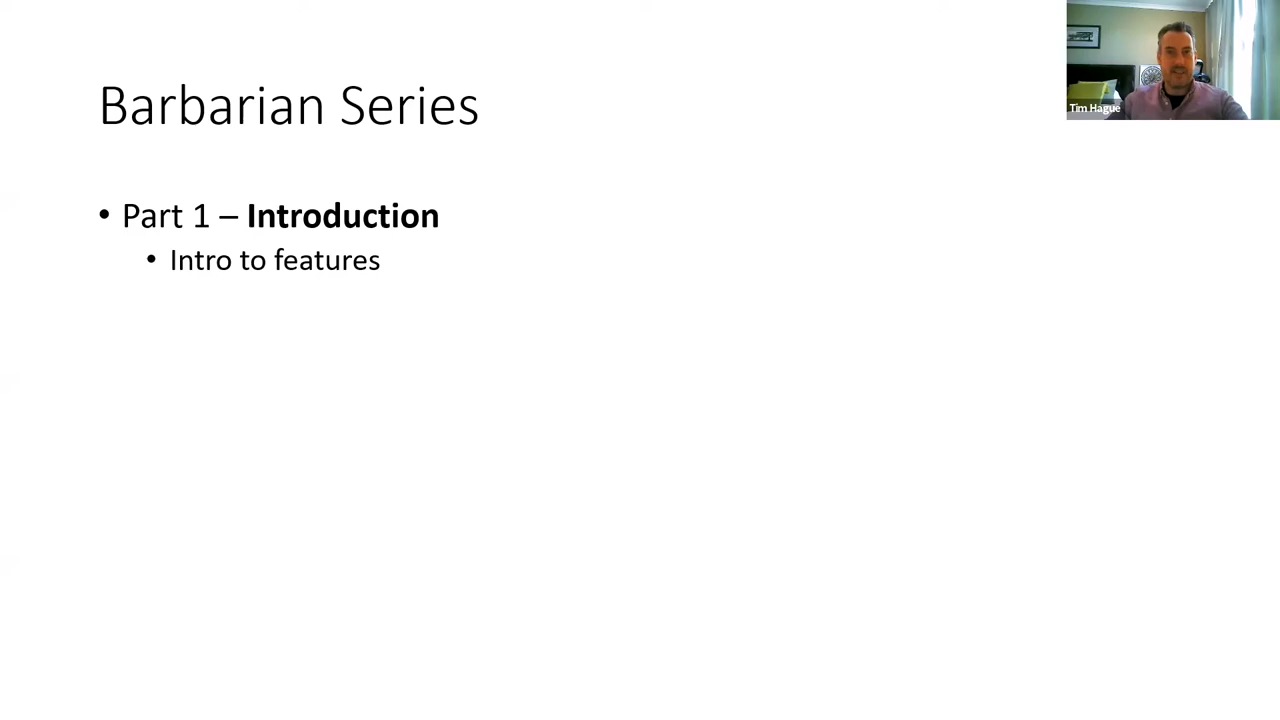 Barbarian Series
Tim Hague
• Part 1 – Introduction
• Intro to features